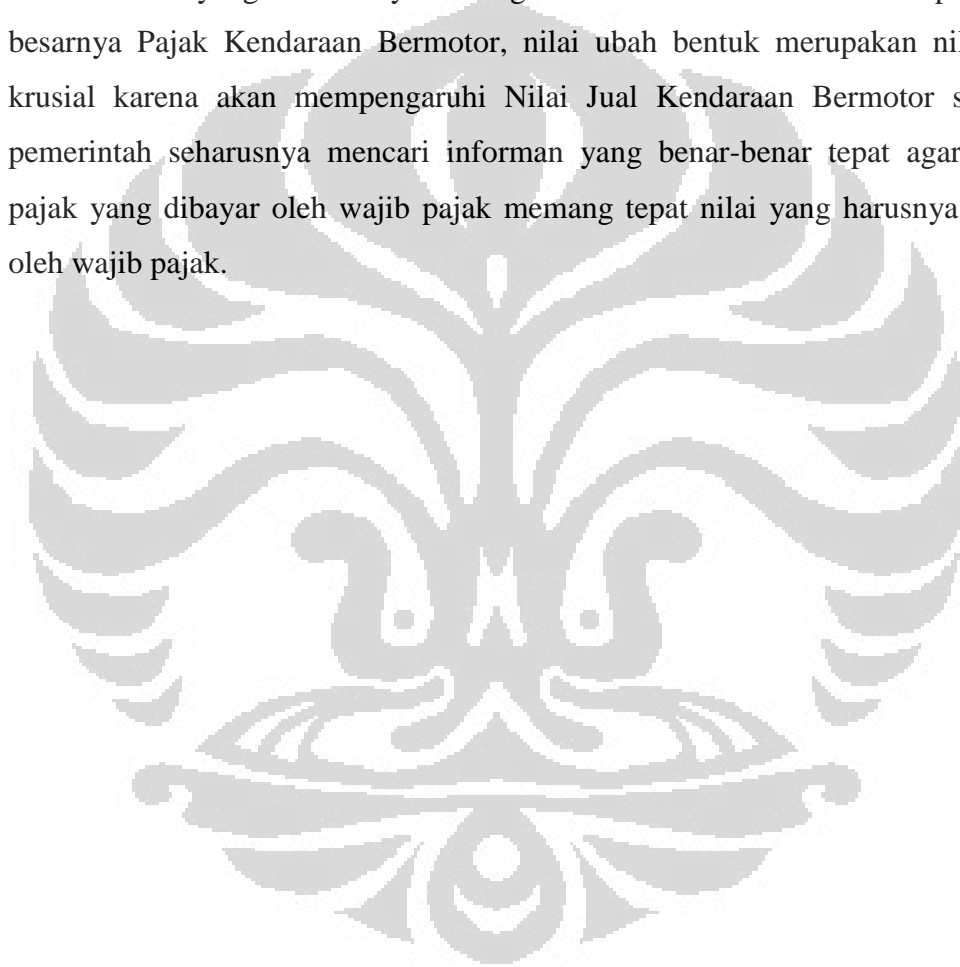 besarnya Pajak Kendaraan Bermotor, nilai ubah bentuk merupakan
krusial karena akan mempengaruhi Nilai Jual Kendaraan Bermotor
pemerintah seharusnya mencari informan yang benar-benar tepat agar
pajak yang dibayar oleh wajib pajak memang tepat nilai yang harusnya
oleh wajib pajak.